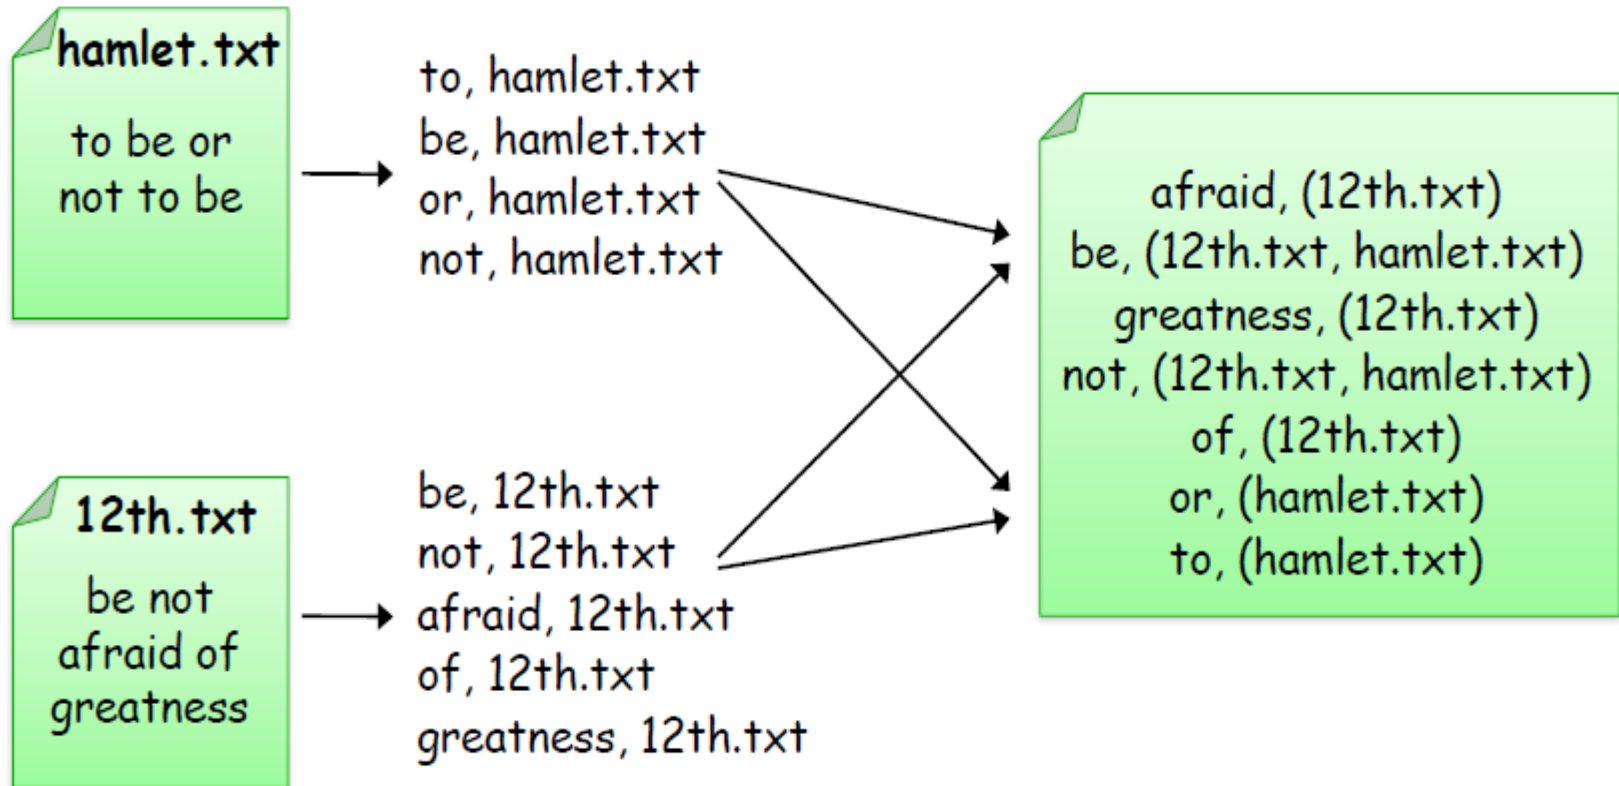 hamlet.txt
to be or
not to be
to, hamlet.txt
be, hamlet.txt
or, hamlet.txt
not, hamlet.txt
12th.txt
be not
afraid of
greatness
be, 12th.txt
not, 12th.txt
afraid, 12th.txt
of, 12th.txt
greatness, 12th.txt
afraid, (12th.txt)
be, (12th.txt, hamlet.txt)
greatness, (12th.txt)
not, (12th.txt, hamlet.txt)
of, (12th.txt)
or, (hamlet.txt)
to, (hamlet.txt)